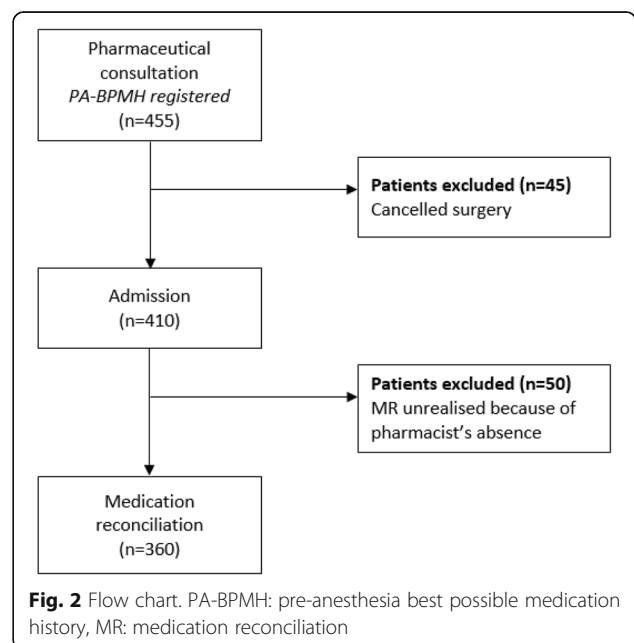 Pharmaceutical
consultation
PA-BPMH registered
(n=455)
Patients excluded (n=45)
Cancelled surgery
Admission
(n=410)
Patients excluded (n=50)
MR unrealised because of
pharmacist's absence
Medication
reconciliation
(n=360)
Fig. 2 Flow chart. PA-BPMH: pre-anesthesia best possible medication
history, MR: medication reconciliation